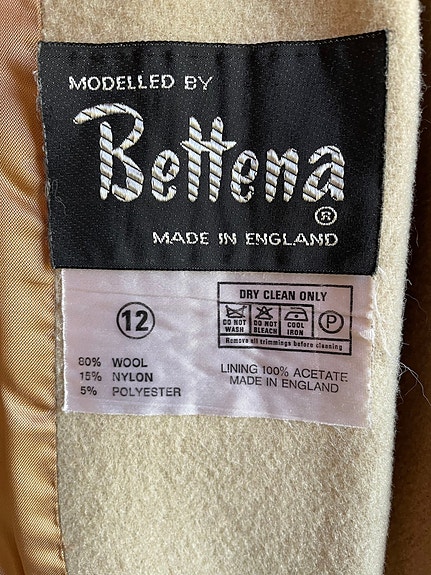 MODELLED BY
Bettena
®
MADE IN ENGLAND
12
DRY CLEAN ONLY
DO NOT WASH
DO NOT BLEACH
COOL IRON
P
Remove all trimmings before cleaning
80% WOOL
15% NYLON
5% POLYESTER
LINING 100% ACETATE
MADE IN ENGLAND